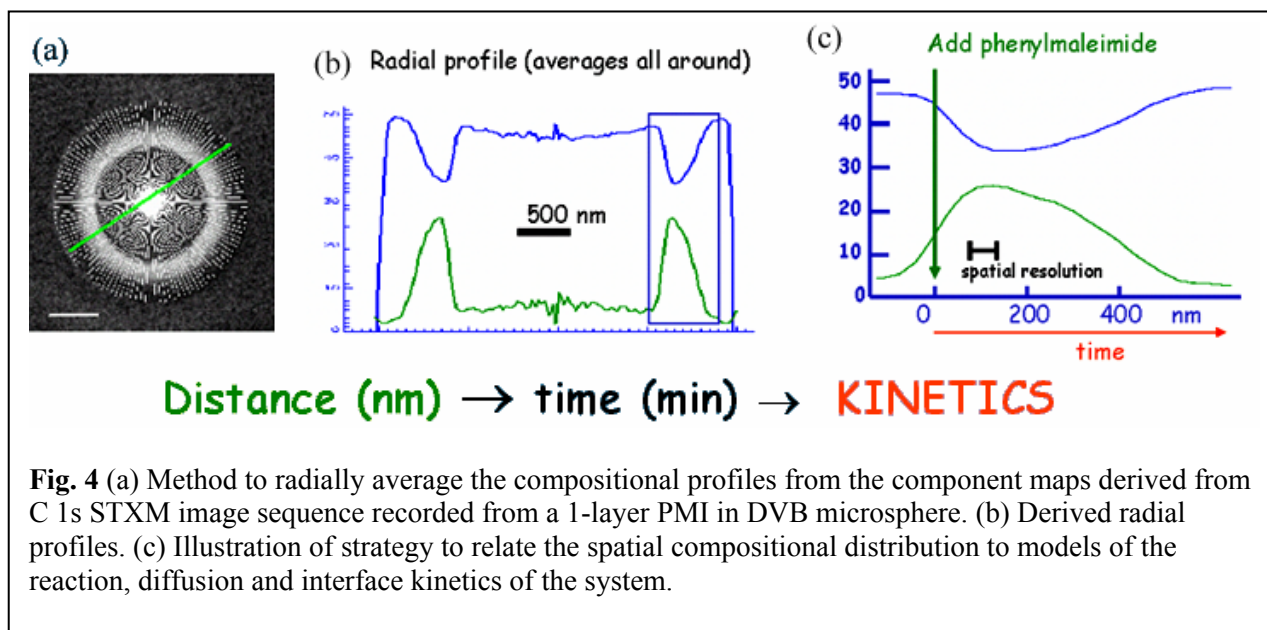 (a)
(b) Radial profile (averages all around)
500 nm
(c)
Add phenylmaleimide
50
40
30
20
10
0
spatial resolution
0 200 400 nm
time
Distance (nm) → time (min) → KINETICS
Fig. 4 (a) Method to radially average the compositional profiles from the component maps derived from
C 1s STXM image sequence recorded from a 1-layer PMI in DVB microsphere. (b) Derived radial
profiles. (c) Illustration of strategy to relate the spatial compositional distribution to models of the
reaction, diffusion and interface kinetics of the system.